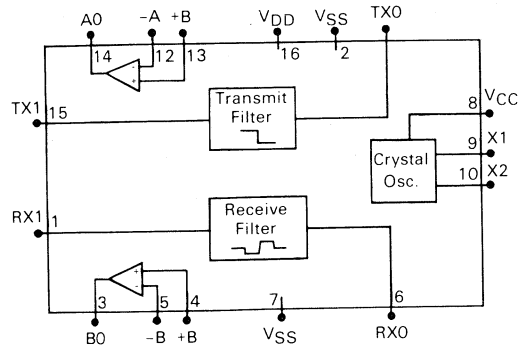 A0 -A +B VDD VSS TX0
14 12 13 16 2
- +
TX1 15
Transmit
Filter
8 VCC
9 X1
10 X2
Crystal
Osc.
RX1 1
Receive
Filter
+ -
3 5 4 7 6
B0 -B +B VSS RX0